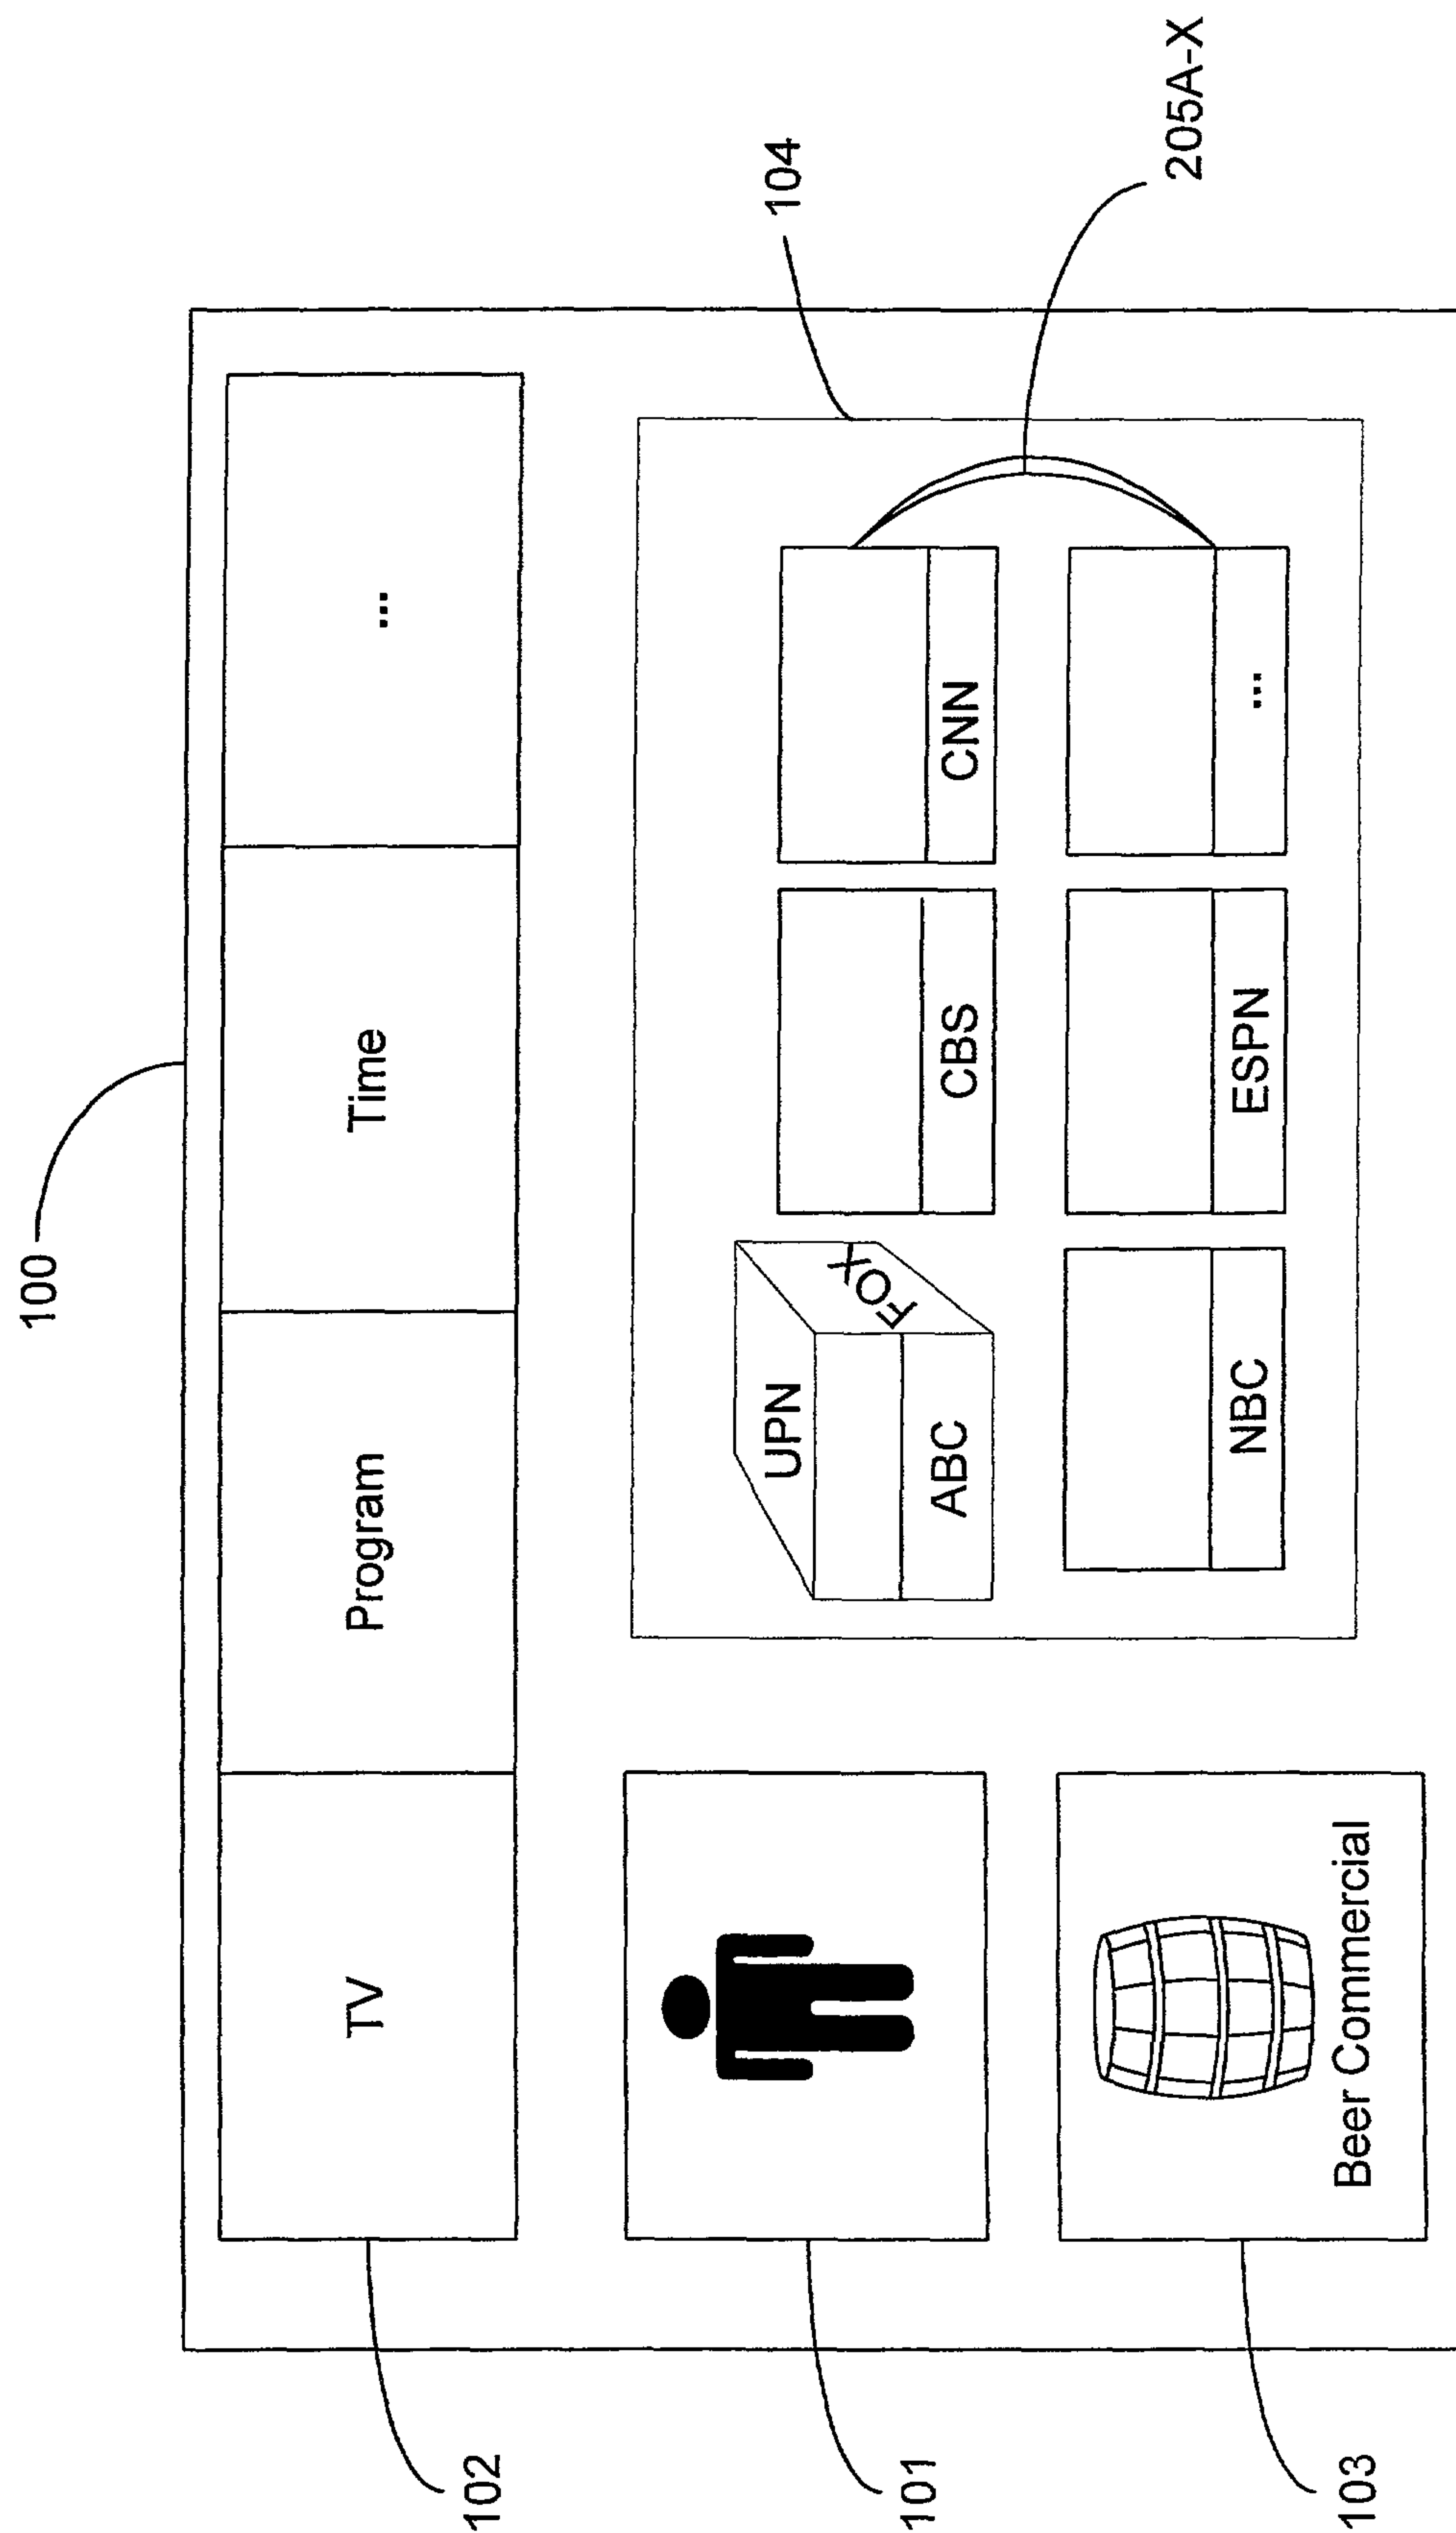 100
102
TV
Program
Time
...
104
205A-X
101
UPN
FOX
ABC
CBS
CNN
103
Beer Commercial
NBC
ESPN
...